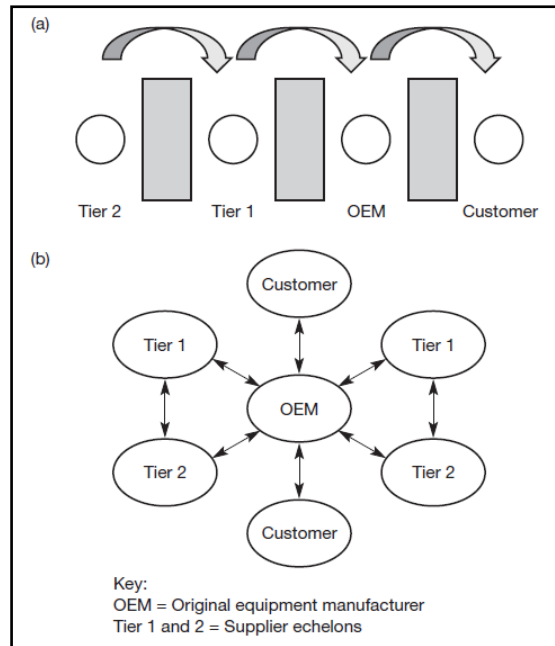 (a)
Tier 2 Tier 1 OEM Customer
(b)
Customer
Tier 1 Tier 1
OEM
Tier 2 Tier 2
Customer
Key:
OEM = Original equipment manufacturer
Tier 1 and 2 = Supplier echelons